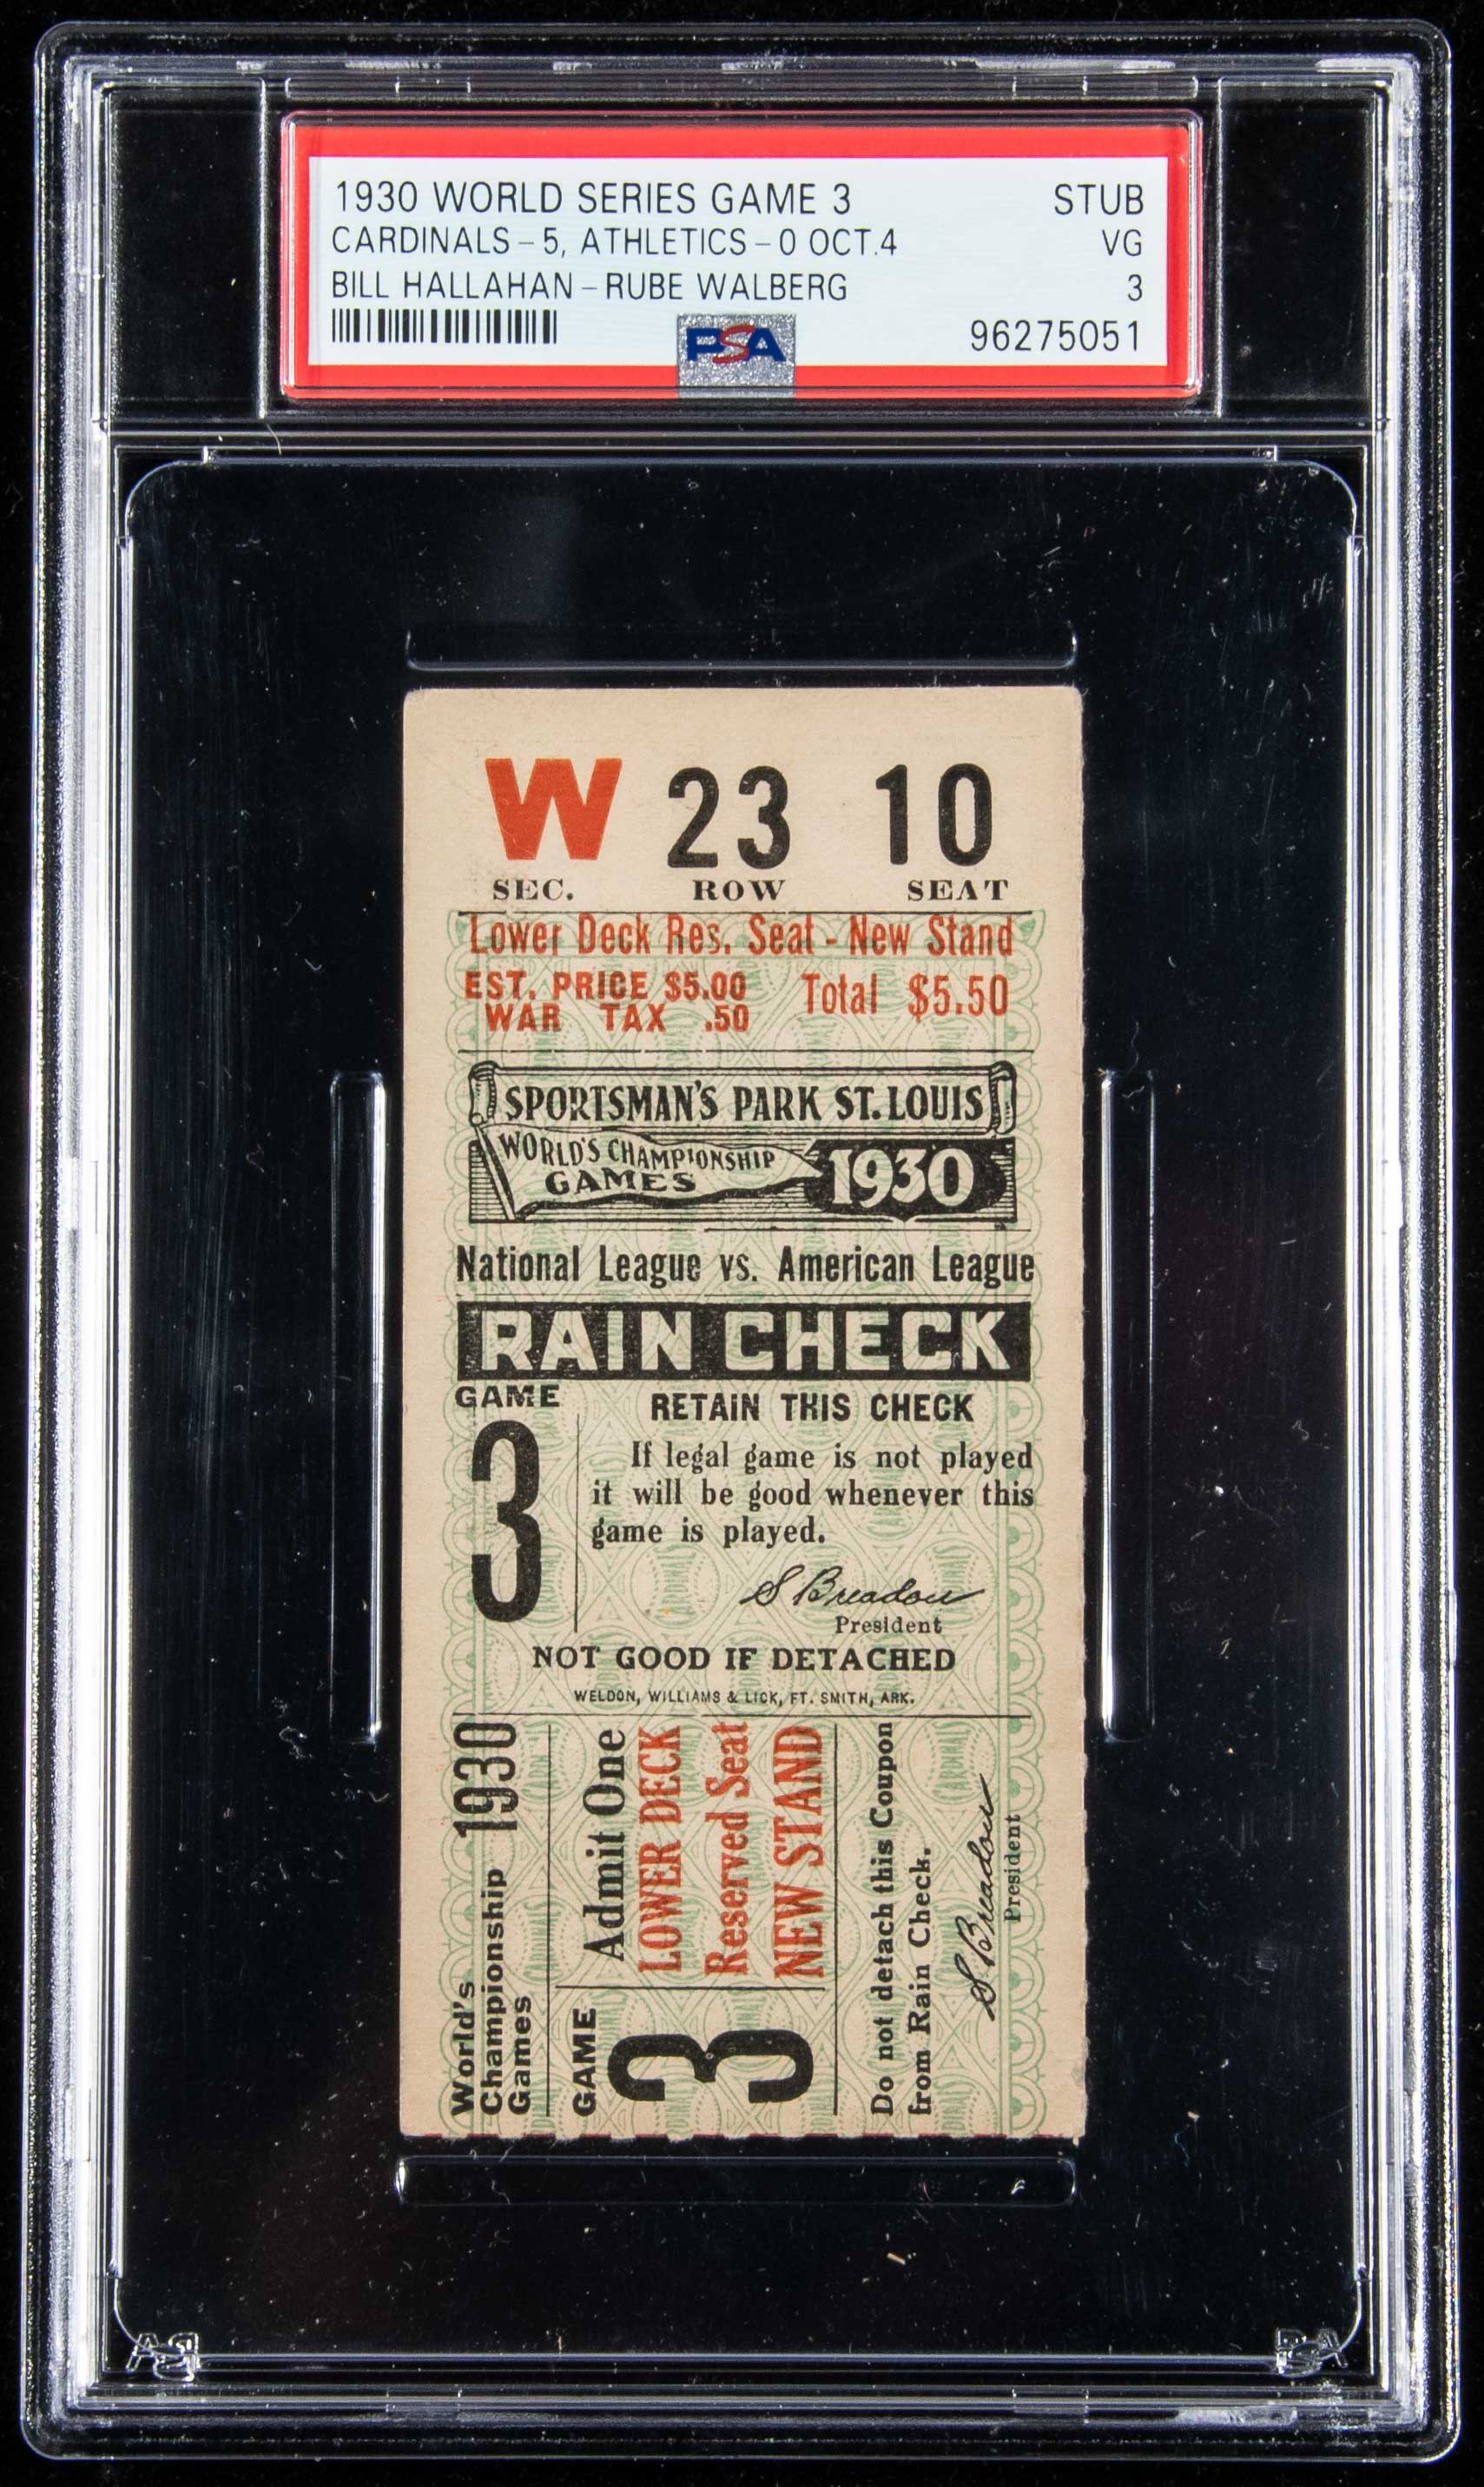 1930 WORLD SERIES GAME 3 STUB
CARDINALS-5, ATHLETICS-0 OCT.4 VG
BILL HALLAHAN-RUBE WALBERG 3
PSA 96275051
W 23 10
SEC. ROW SEAT
Lower Deck Res. Seat - New Stand
EST. PRICE $5.00
WAR TAX .50
Total $5.50
SPORTSMAN'S PARK ST. LOUIS
WORLD'S CHAMPIONSHIP
GAMES
1930
National League vs. American League
RAIN CHECK
GAME
3
RETAIN THIS CHECK
If legal game is not played
it will be good whenever this
game is played.
S Breadon
President
NOT GOOD IF DETACHED
WELDON, WILLIAMS & LICK, FT. SMITH, ARK.
World's
Championship 1930
Games
GAME
3
Admit One
LOWER DECK
Reserved Seat
NEW STAND
Do not detach this Coupon
from Rain Check.
S Breadon
President
PSA
PSA